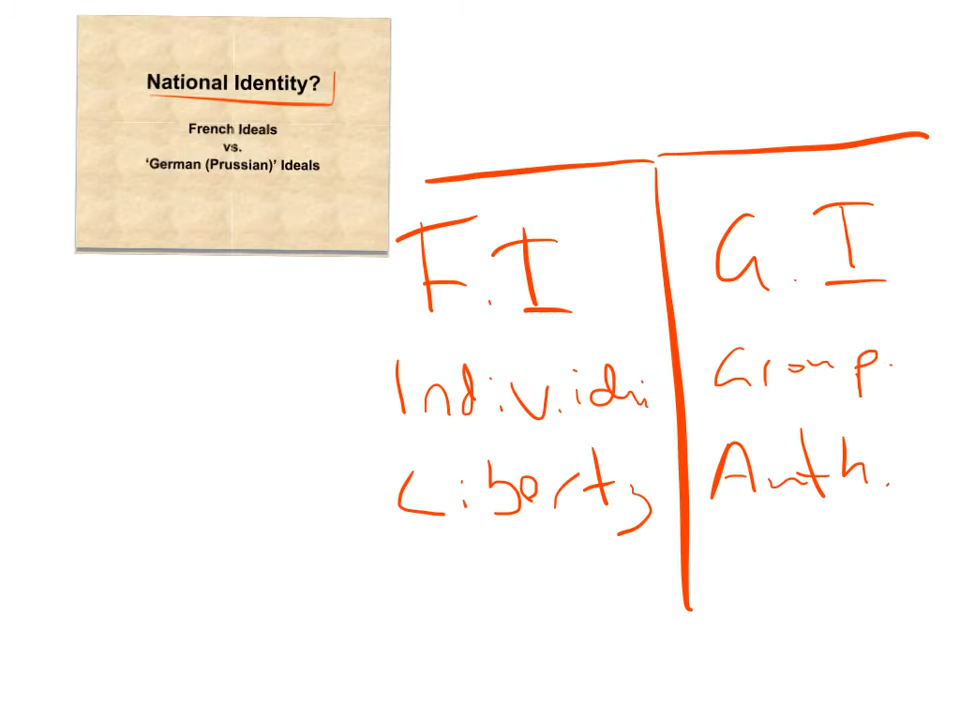 National Identity?
French Ideals
vs.
'German (Prussian)' Ideals
F.I
G.I
Individu
Group.
Liberty
Auth.